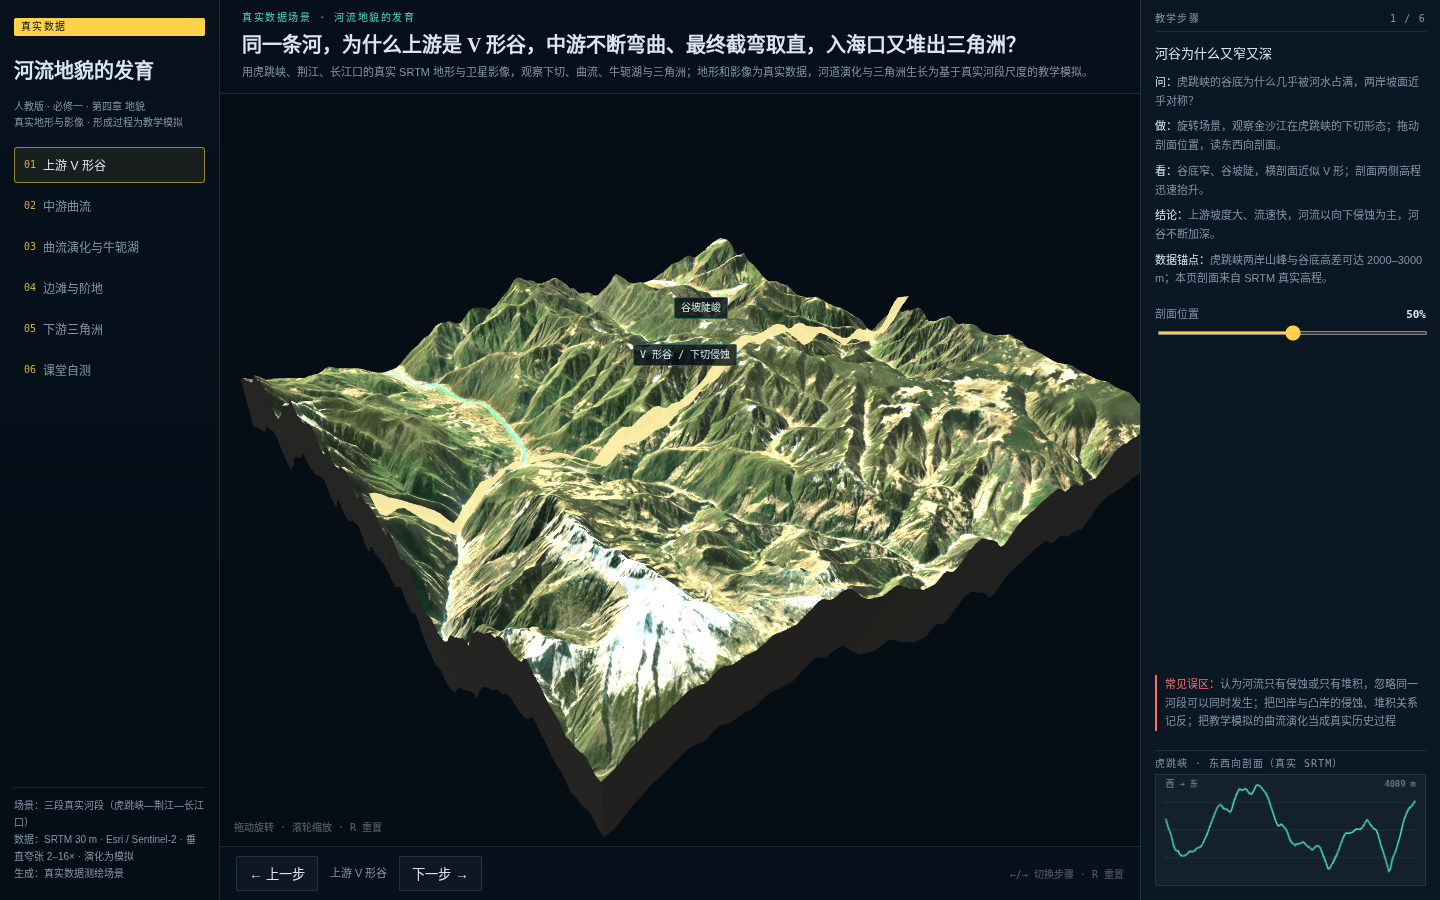 真实数据
河流地貌的发育
人教版 · 必修一 · 第四章 地貌
真实地形与影像 · 形成过程为教学模拟
01 上游 V 形谷
02 中游曲流
03 曲流演化与牛轭湖
04 边滩与阶地
05 下游三角洲
06 课堂自测
场景：三段真实河段（虎跳峡—荆江—长江
口）
数据：SRTM 30 m · Esri / Sentinel-2 · 垂
直夸张 2–16× · 演化为模拟
生成：真实数据测绘场景
真实数据场景 · 河流地貌的发育
同一条河，为什么上游是 V 形谷，中游不断弯曲、最终截弯取直，入海口又堆出三角洲？
用虎跳峡、荆江、长江口的真实 SRTM 地形与卫星影像，观察下切、曲流、牛轭湖与三角洲；地形和影像为真实数据，河道演化与三角洲生长为基于真实河段尺度的教学模拟。
谷坡陡峻
V 形谷 / 下切侵蚀
拖动旋转 · 滚轮缩放 · R 重置
← 上一步
上游 V 形谷
下一步 →
←/→ 切换步骤 · R 重置
教学步骤
1 / 6
河谷为什么又窄又深
问：虎跳峡的谷底为什么几乎被河水占满，两岸坡面近
乎对称？
做：旋转场景，观察金沙江在虎跳峡的下切形态；拖动
剖面位置，读东西向剖面。
看：谷底窄、谷坡陡，横剖面近似 V 形；剖面两侧高程
迅速抬升。
结论：上游坡度大、流速快，河流以向下侵蚀为主，河
谷不断加深。
数据锚点：虎跳峡两岸山峰与谷底高差可达 2000–3000
m；本页剖面来自 SRTM 真实高程。
剖面位置
50%
常见误区：认为河流只有侵蚀或只有堆积，忽略同一
河段可以同时发生；把凹岸与凸岸的侵蚀、堆积关系
记反；把教学模拟的曲流演化当成真实历史过程
虎跳峡 · 东西向剖面（真实 SRTM）
西 → 东
4089 m